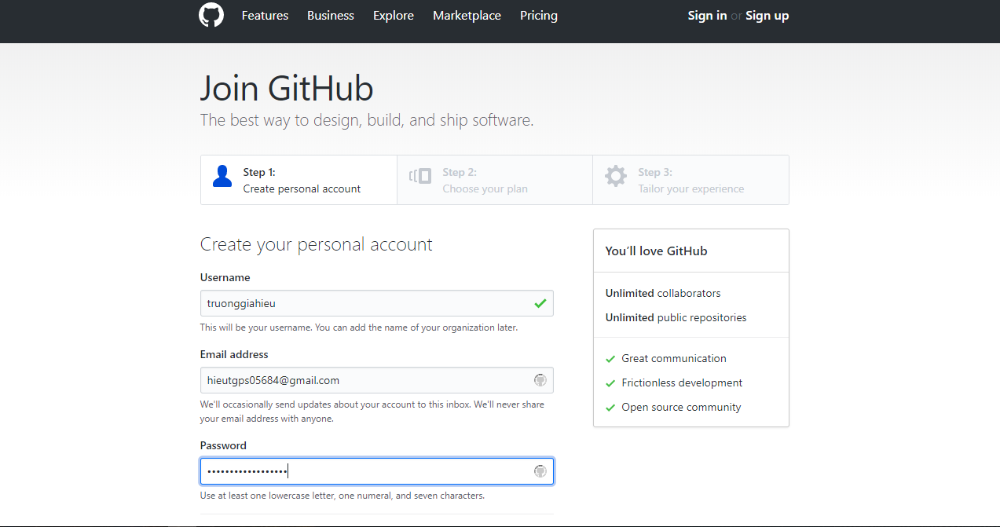 Features Business Explore Marketplace Pricing Sign in or Sign up
Join GitHub
The best way to design, build, and ship software.
Step 1:
Create personal account
Step 2:
Choose your plan
Step 3:
Tailor your experience
Create your personal account
Username
truonggiahieu
This will be your username. You can add the name of your organization later.
Email address
hieutgps05684@gmail.com
We'll occasionally send updates about your account to this inbox. We'll never share
your email address with anyone.
Password
••••••••••••••••••
Use at least one lowercase letter, one numeral, and seven characters.
You'll love GitHub
Unlimited collaborators
Unlimited public repositories
Great communication
Frictionless development
Open source community